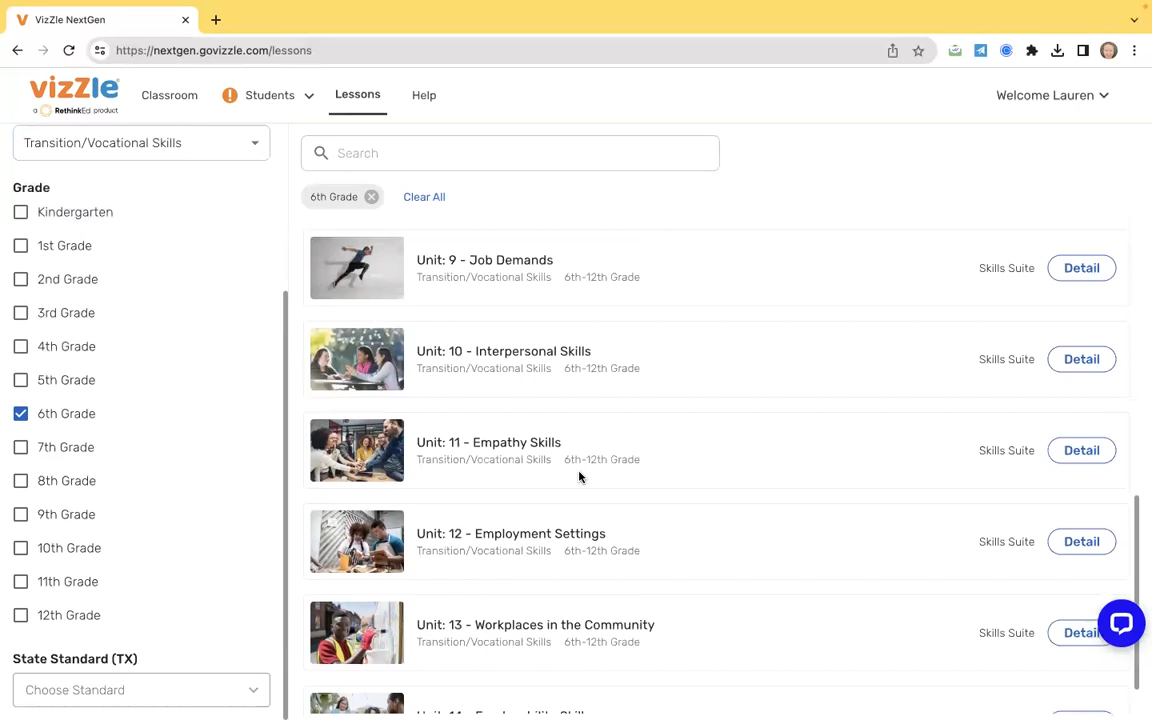 VizZle NextGen
https://nextgen.govizzle.com/lessons
vizZle
a RethinkEd product
Classroom
Students
Lessons
Help
Welcome Lauren
Transition/Vocational Skills
Grade
Kindergarten
1st Grade
2nd Grade
3rd Grade
4th Grade
5th Grade
6th Grade
7th Grade
8th Grade
9th Grade
10th Grade
11th Grade
12th Grade
State Standard (TX)
Choose Standard
Search
6th Grade
Clear All
Unit: 9 - Job Demands
Transition/Vocational Skills 6th-12th Grade
Skills Suite
Detail
Unit: 10 - Interpersonal Skills
Transition/Vocational Skills 6th-12th Grade
Skills Suite
Detail
Unit: 11 - Empathy Skills
Transition/Vocational Skills 6th-12th Grade
Skills Suite
Detail
Unit: 12 - Employment Settings
Transition/Vocational Skills 6th-12th Grade
Skills Suite
Detail
Unit: 13 - Workplaces in the Community
Transition/Vocational Skills 6th-12th Grade
Skills Suite
Detail